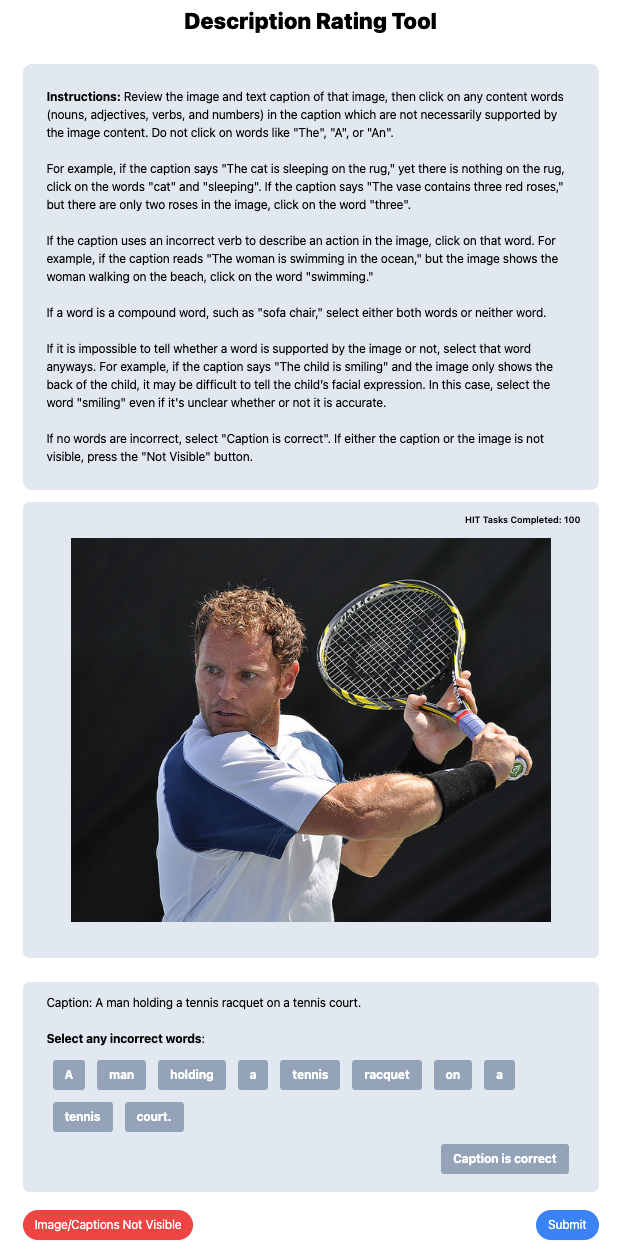 Description Rating Tool
Instructions: Review the image and text caption of that image, then click on any content words
(nouns, adjectives, verbs, and numbers) in the caption which are not necessarily supported by
the image content. Do not click on words like "The", "A", or "An".
For example, if the caption says "The cat is sleeping on the rug," yet there is nothing on the rug,
click on the words "cat" and "sleeping". If the caption says "The vase contains three red roses,"
but there are only two roses in the image, click on the word "three".
If the caption uses an incorrect verb to describe an action in the image, click on that word. For
example, if the caption reads "The woman is swimming in the ocean," but the image shows the
woman walking on the beach, click on the word "swimming."
If a word is a compound word, such as "sofa chair," select either both words or neither word.
If it is impossible to tell whether a word is supported by the image or not, select that word
anyways. For example, if the caption says "The child is smiling" and the image only shows the
back of the child, it may be difficult to tell the child's facial expression. In this case, select the
word "smiling" even if it's unclear whether or not it is accurate.
If no words are incorrect, select "Caption is correct". If either the caption or the image is not
visible, press the "Not Visible" button.
HIT Tasks Completed: 100
DUNLOP
Caption: A man holding a tennis racquet on a tennis court.
Select any incorrect words:
A man holding a tennis racquet on a
tennis court.
Caption is correct
Image/Captions Not Visible
Submit